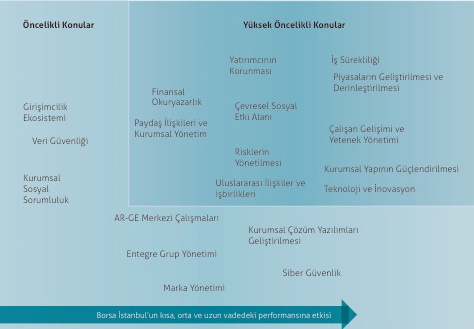 Öncelikli Konular
Yüksek Öncelikli Konular
Yatırımcının
Korunması
İş Sürekliliği
Piyasaların Geliştirilmesi ve
Derinleştirilmesi
Finansal
Okuryazarlık
Girişimcilik
Ekosistemi
Çevresel Sosyal
Etki Alanı
Paydaş İlişkileri ve
Kurumsal Yönetim
Çalışan Gelişimi ve
Yetenek Yönetimi
Veri Güvenliği
Risklerin
Yönetilmesi
Kurumsal Yapının Güçlendirilmesi
Kurumsal
Sosyal
Sorumluluk
Uluslararası İlişkiler ve
işbirlikleri
Teknoloji ve İnovasyon
AR-GE Merkezi Çalışmaları
Kurumsal Çözüm Yazılımları
Geliştirilmesi
Entegre Grup Yönetimi
Siber Güvenlik
Marka Yönetimi
Borsa İstanbul'un kısa, orta ve uzun vadedeki performansına etkisi